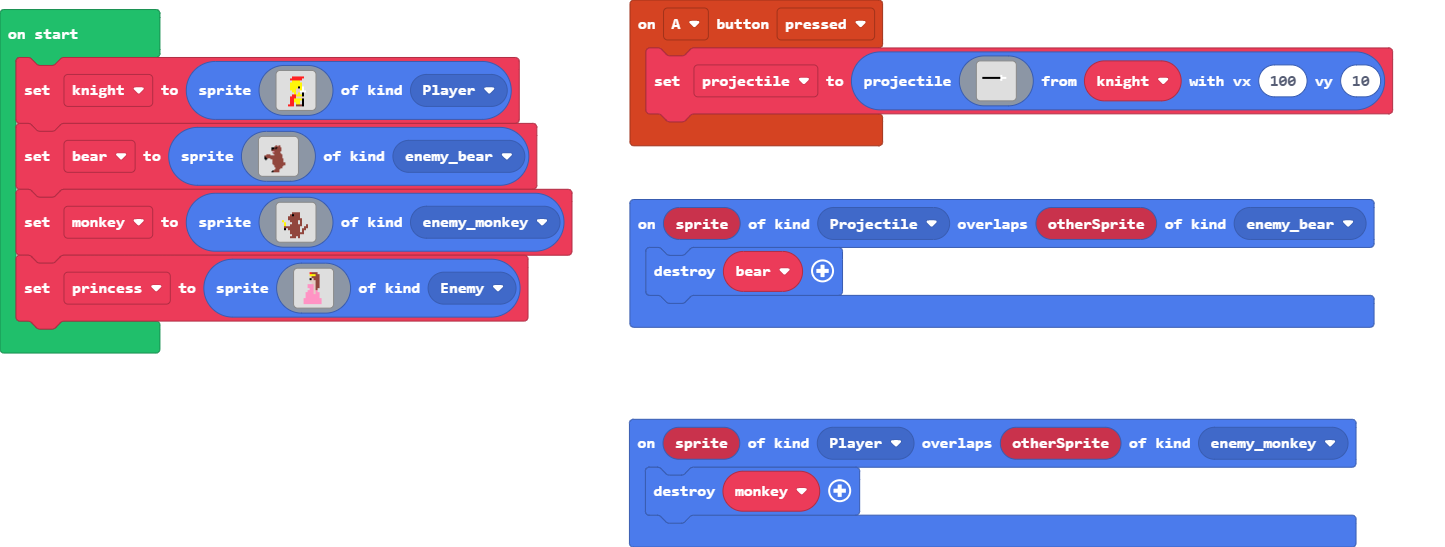 on start
set knight to sprite of kind Player
set bear to sprite of kind enemy_bear
set monkey to sprite of kind enemy_monkey
set princess to sprite of kind Enemy
on A button pressed
set projectile to projectile from knight with vx 100 vy 10
on sprite of kind Projectile overlaps otherSprite of kind enemy_bear
destroy bear
on sprite of kind Player overlaps otherSprite of kind enemy_monkey
destroy monkey